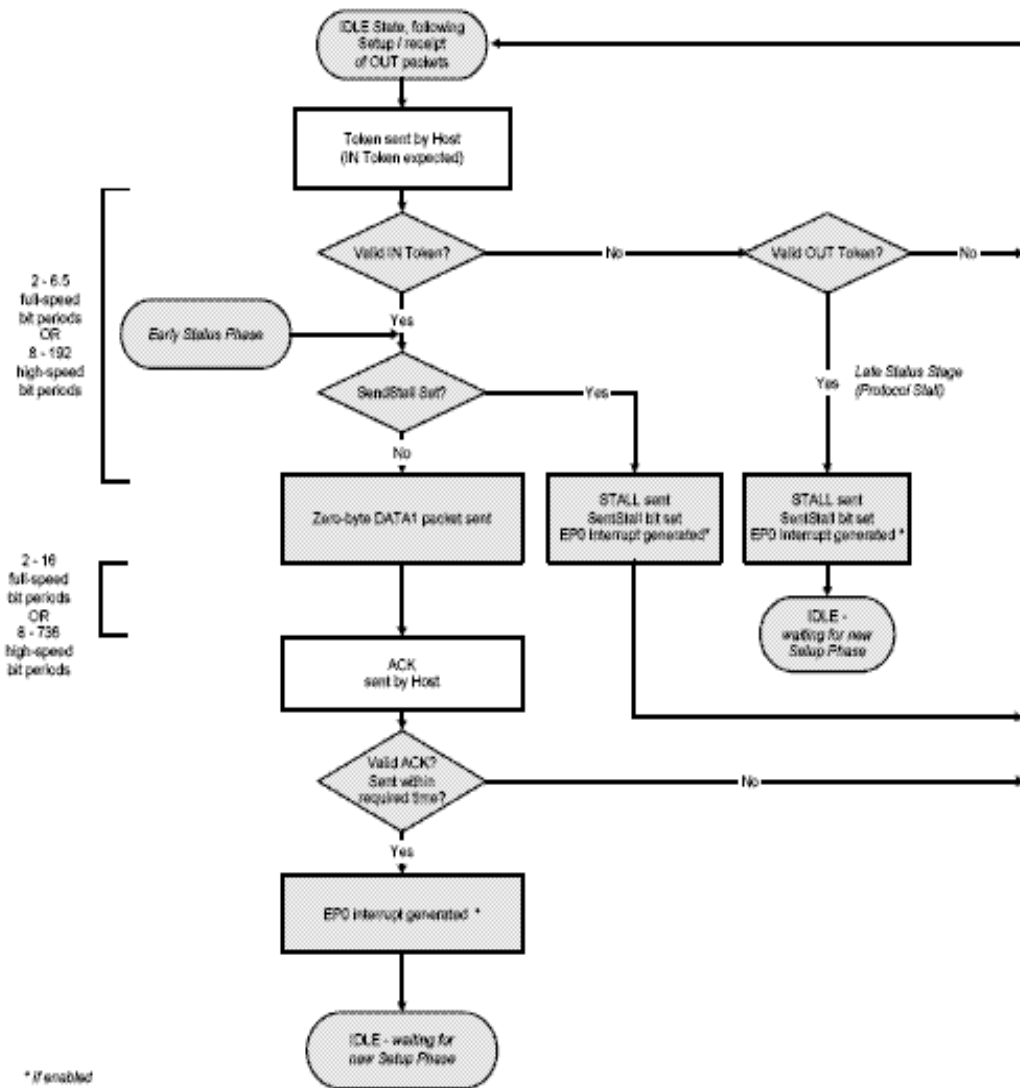 IDLE State, following
Setup / receipt
of OUT packets
Token sent by Host
(IN Token expected)
Valid IN Token?
No
Valid OUT Token?
No
2 - 6.5
full-speed
bit periods
OR
8 - 192
high-speed
bit periods
Yes
Early Status Phase
SendStall Set?
Yes
Yes
Late Status Stage
(Protocol Stall)
No
Zero-byte DATA1 packet sent
STALL sent
SentStall bit set
EP0 Interrupt generated*
STALL sent
SentStall bit set
EP0 Interrupt generated *
2 - 16
full-speed
bit periods
OR
8 - 736
high-speed
bit periods
IDLE -
waiting for new
Setup Phase
ACK
sent by Host
Valid ACK?
Sent within
required time?
No
Yes
EP0 interrupt generated *
IDLE - waiting for
new Setup Phase
* if enabled